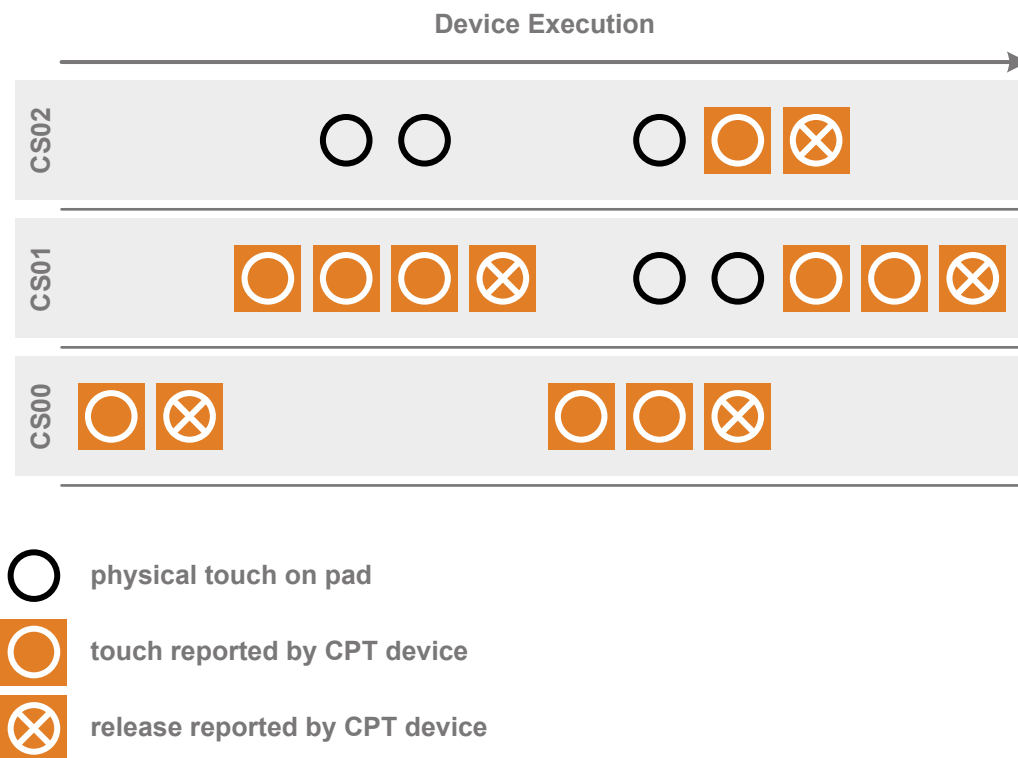 Device Execution
CS02
CS01
CS00
physical touch on pad
touch reported by CPT device
release reported by CPT device